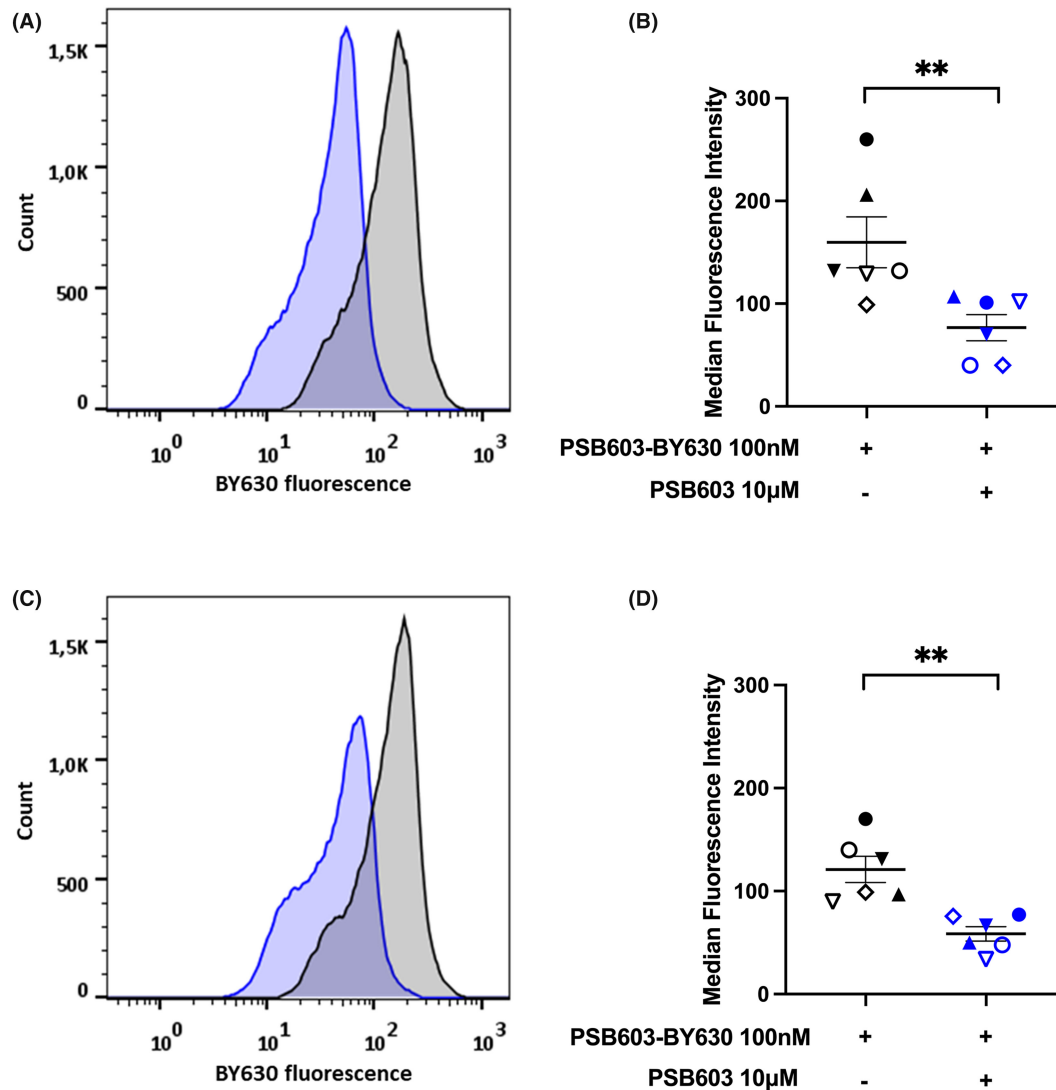 (A)
1,5K
1,0K
500
0
Count
10⁰ 10¹ 10² 10³
BY630 fluorescence
(B)
**
300
200
100
0
Median Fluorescence Intensity
PSB603-BY630 100nM + +
PSB603 10µM - +
(C)
1,5K
1,0K
500
0
Count
10⁰ 10¹ 10² 10³
BY630 fluorescence
(D)
**
300
200
100
0
Median Fluorescence Intensity
PSB603-BY630 100nM + +
PSB603 10µM - +